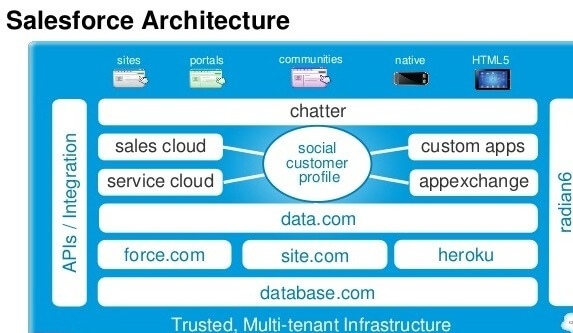 Salesforce Architecture
sites
portals
communities
native
HTML5
APIs / Integration
chatter
sales cloud
service cloud
social
customer
profile
custom apps
appexchange
radian6
data.com
force.com
site.com
heroku
database.com
Trusted, Multi-tenant Infrastructure